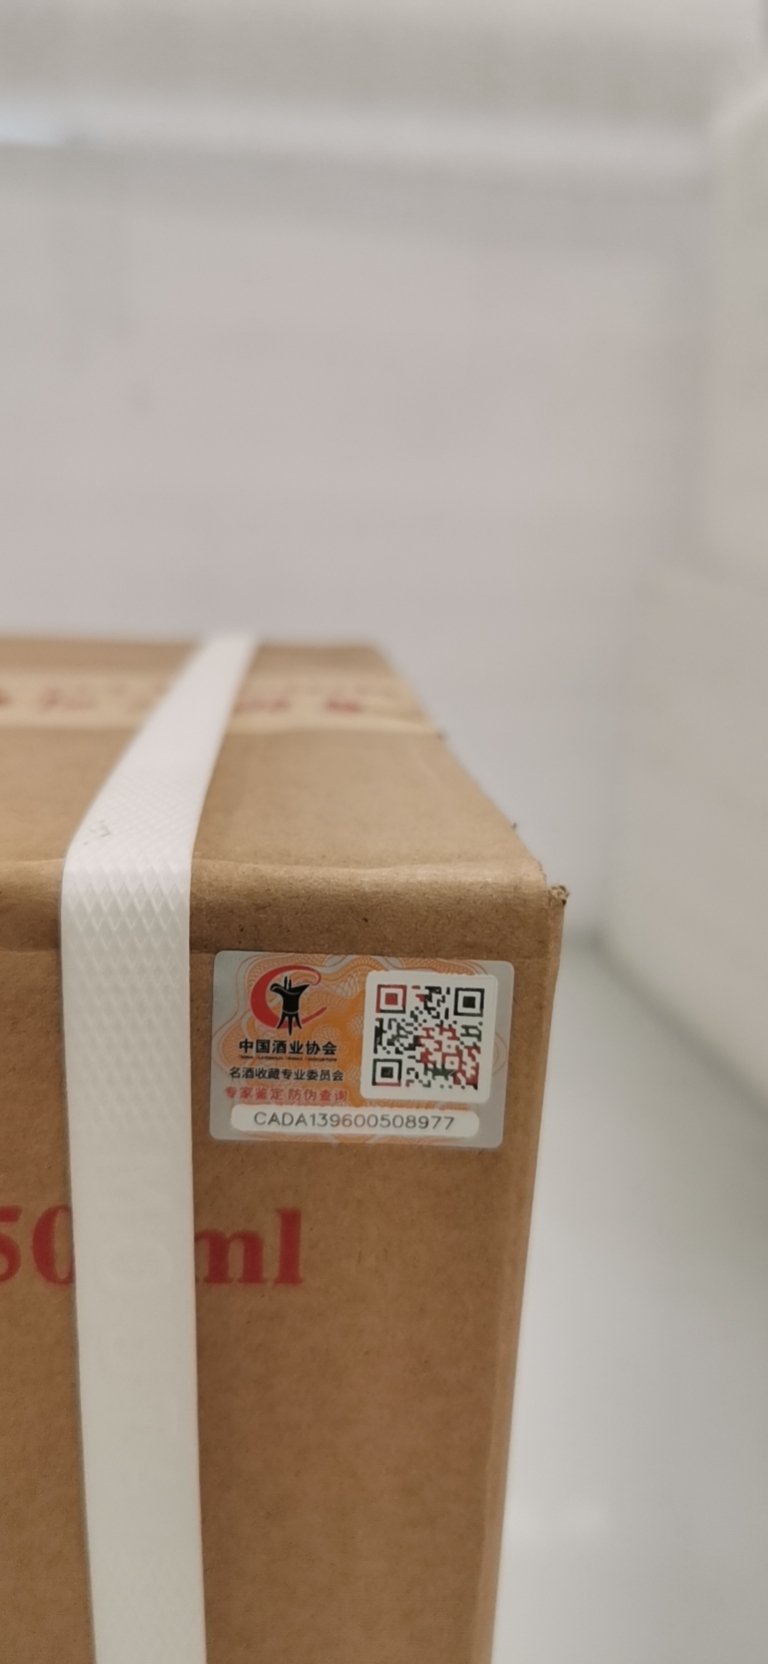 中国酒业协会
名酒收藏专业委员会
专家鉴定 防伪查询
CADA139600508977
50 ml